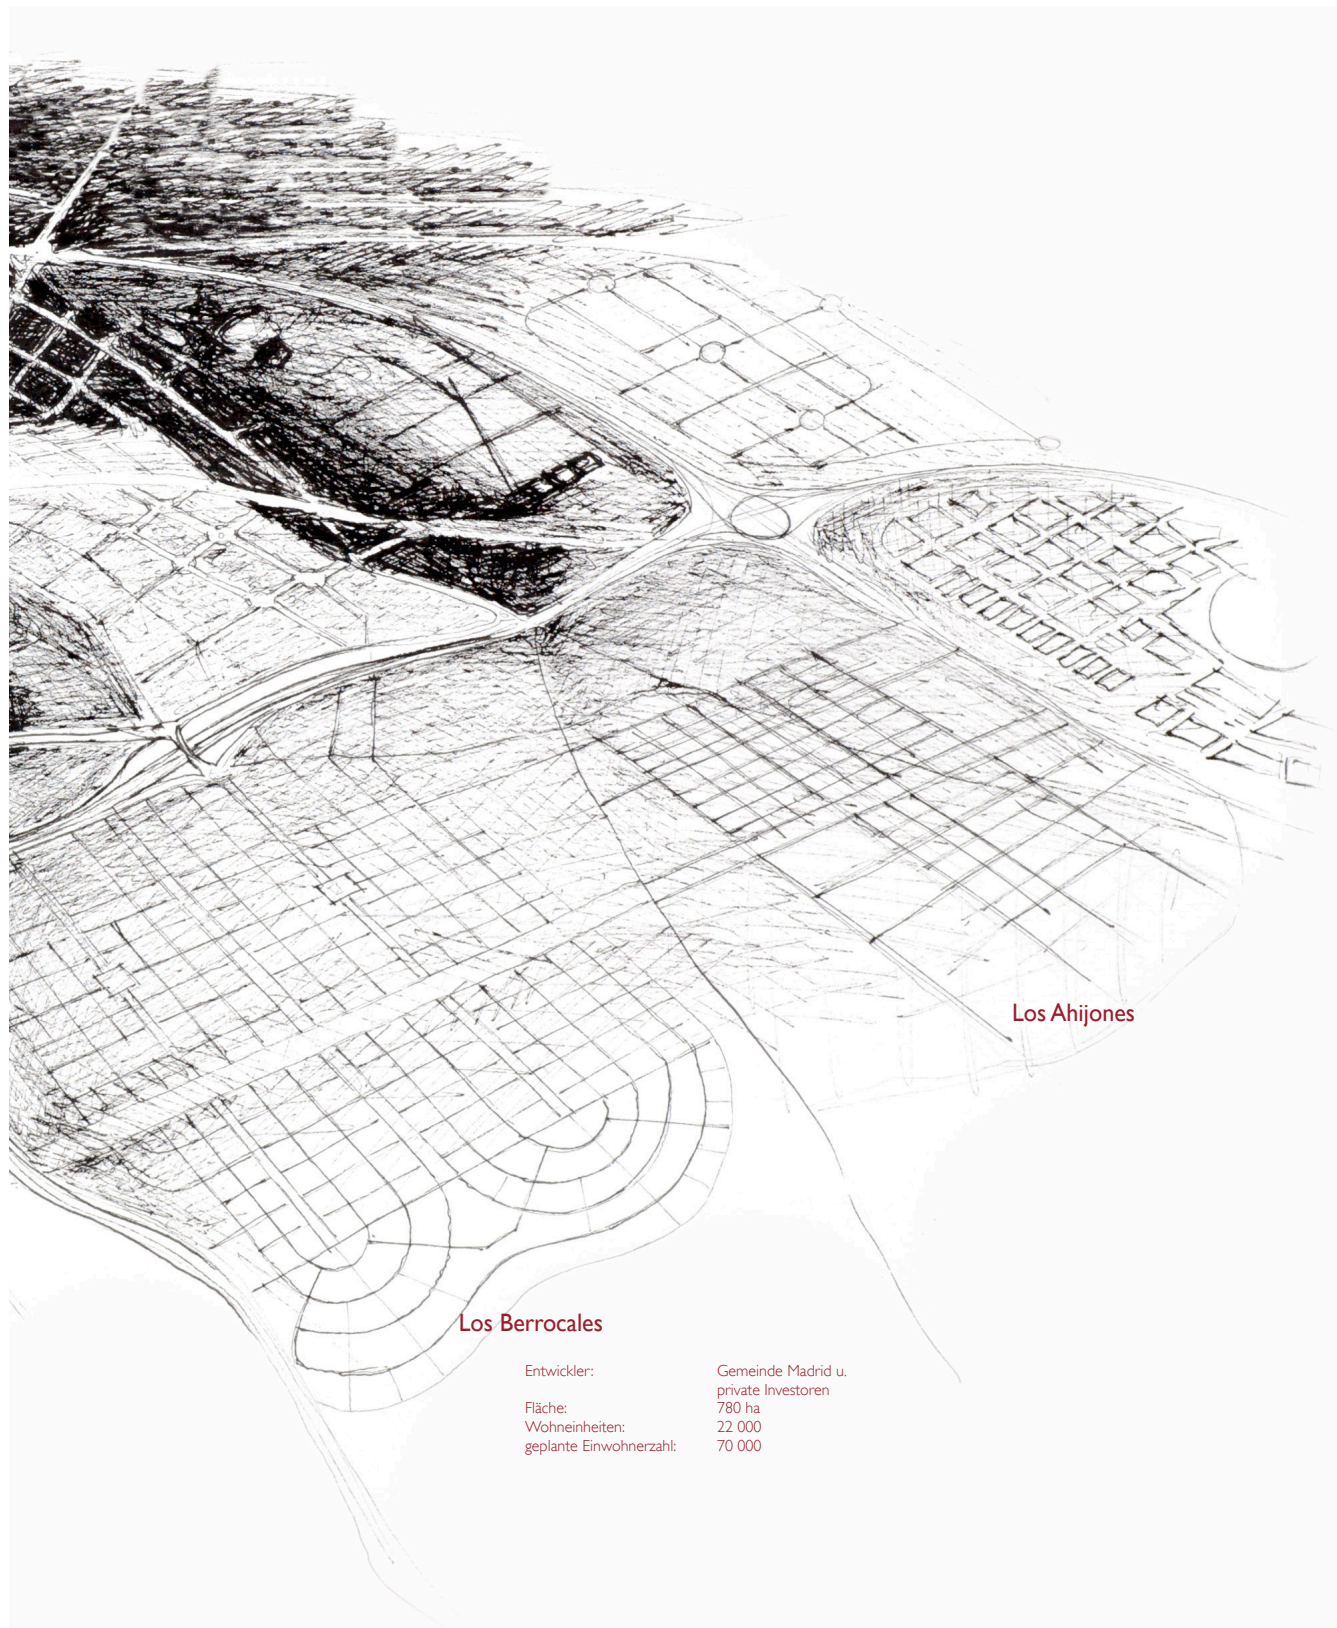 Los Ahijones
Los Berrocales
Entwickler: Gemeinde Madrid u.
private Investoren
Fläche: 780 ha
Wohneinheiten: 22 000
geplante Einwohnerzahl: 70 000